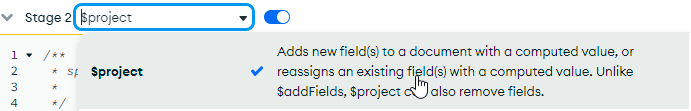 Stage 2 $project
1 /**
$project
Adds new field(s) to a document with a computed value, or
2 * sp
reassigns an existing field(s) with a computed value. Unlike
3 *
$addFields, $project also remove fields.
4 */